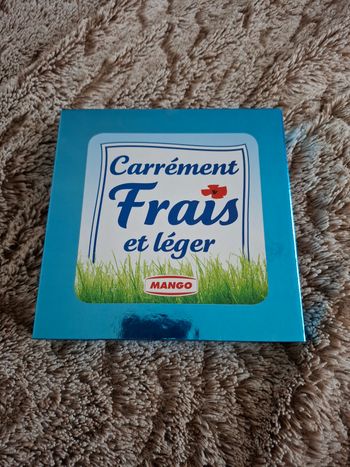 Carrément
Frais
et léger
MANGO